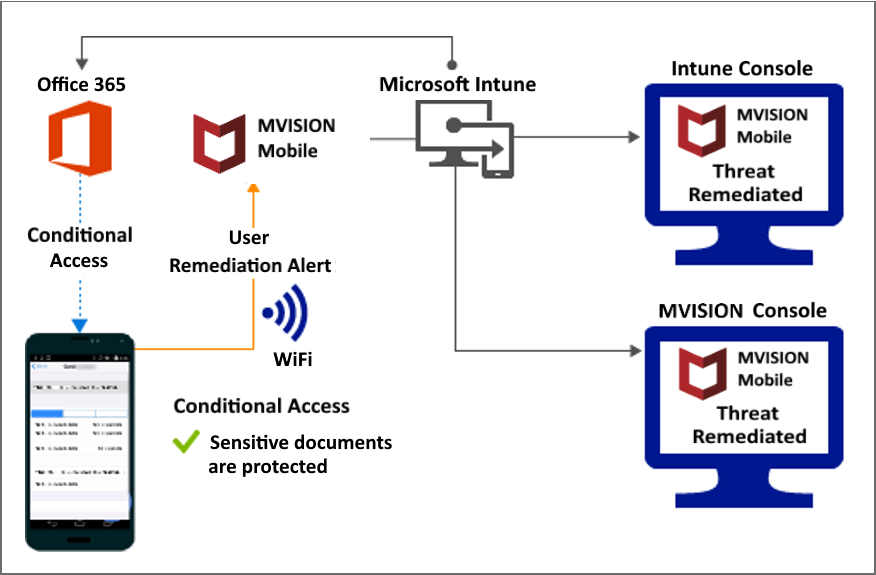 Office 365
Microsoft Intune
Intune Console
MVISION
Mobile
MVISION
Mobile
Threat
Remediated
Conditional
Access
User
Remediation Alert
WiFi
MVISION Console
MVISION
Mobile
Threat
Remediated
Conditional Access
Sensitive documents
are protected